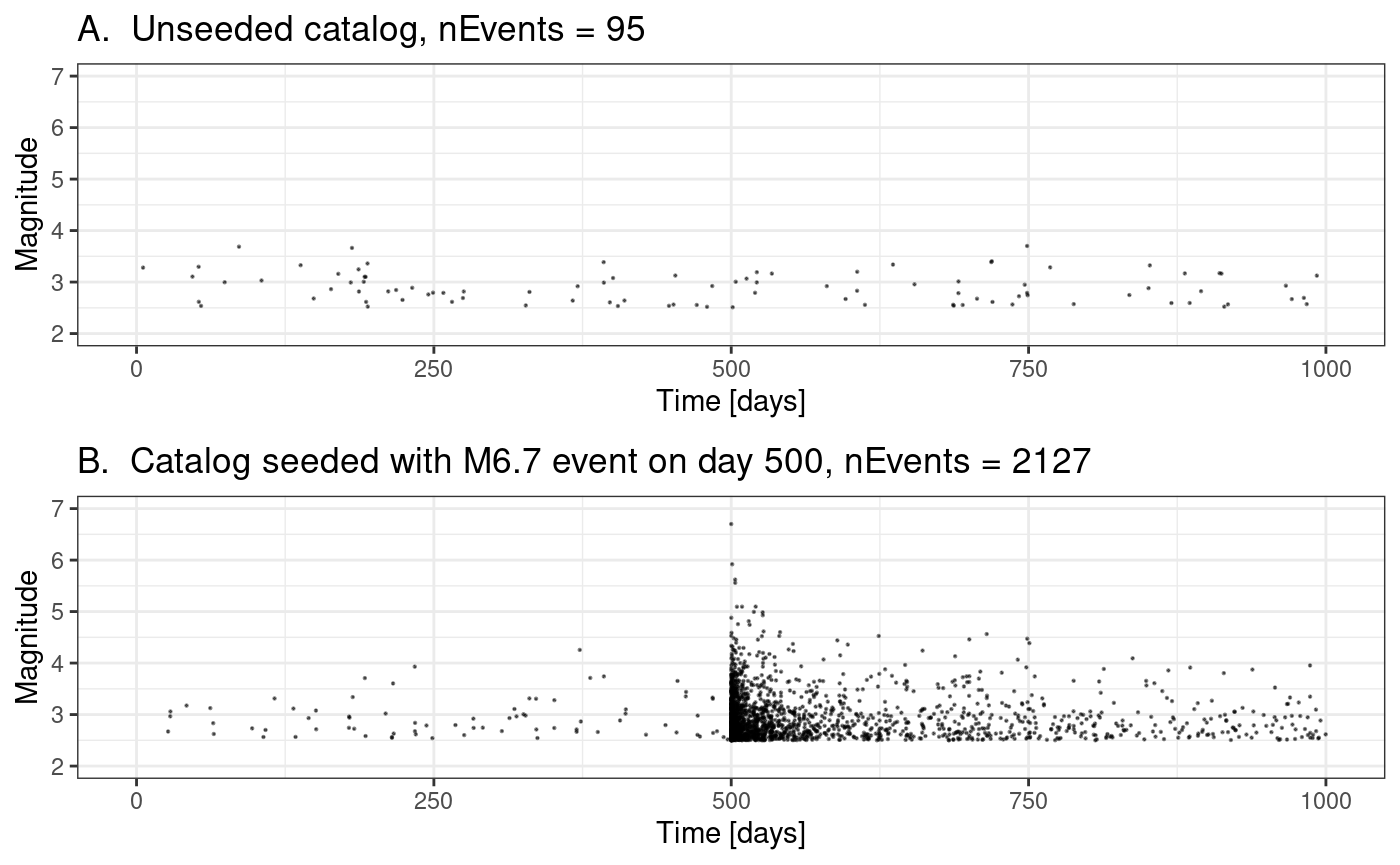 A.  Unseeded catalog, nEvents = 95
7
6
5
4
3
2
Magnitude
0 250 500 750 1000
Time [days]
B.  Catalog seeded with M6.7 event on day 500, nEvents = 2127
7
6
5
4
3
2
Magnitude
0 250 500 750 1000
Time [days]